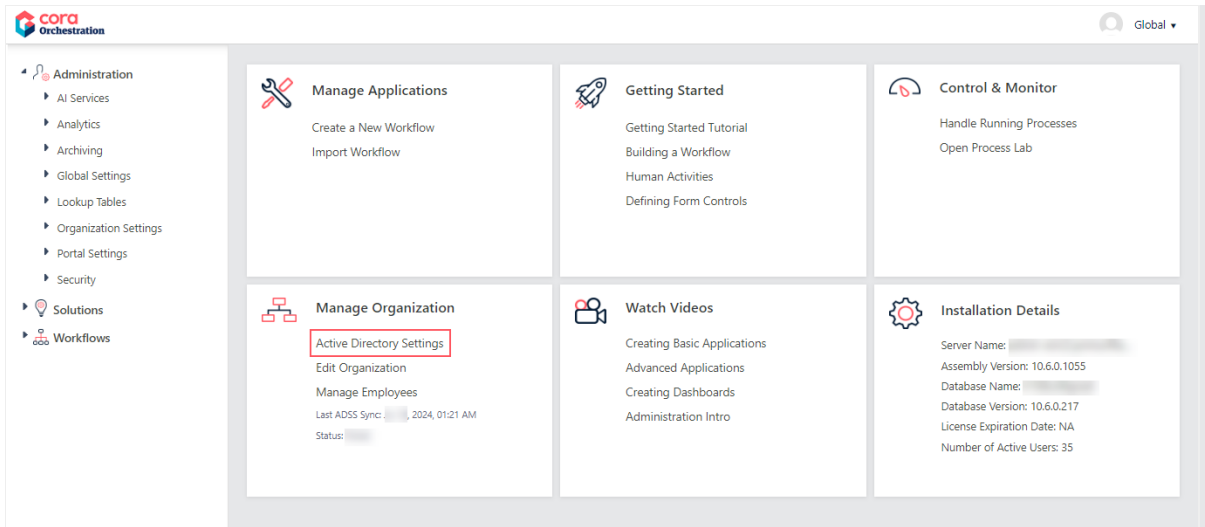 cora
Orchestration
Global
Administration
AI Services
Analytics
Archiving
Global Settings
Lookup Tables
Organization Settings
Portal Settings
Security
Solutions
Workflows
Manage Applications
Create a New Workflow
Import Workflow
Getting Started
Getting Started Tutorial
Building a Workflow
Human Activities
Defining Form Controls
Control & Monitor
Handle Running Processes
Open Process Lab
Manage Organization
Active Directory Settings
Edit Organization
Manage Employees
Last ADSS Sync: , 2024, 01:21 AM
Status:
Watch Videos
Creating Basic Applications
Advanced Applications
Creating Dashboards
Administration Intro
Installation Details
Server Name:
Assembly Version: 10.6.0.1055
Database Name:
Database Version: 10.6.0.217
License Expiration Date: NA
Number of Active Users: 35